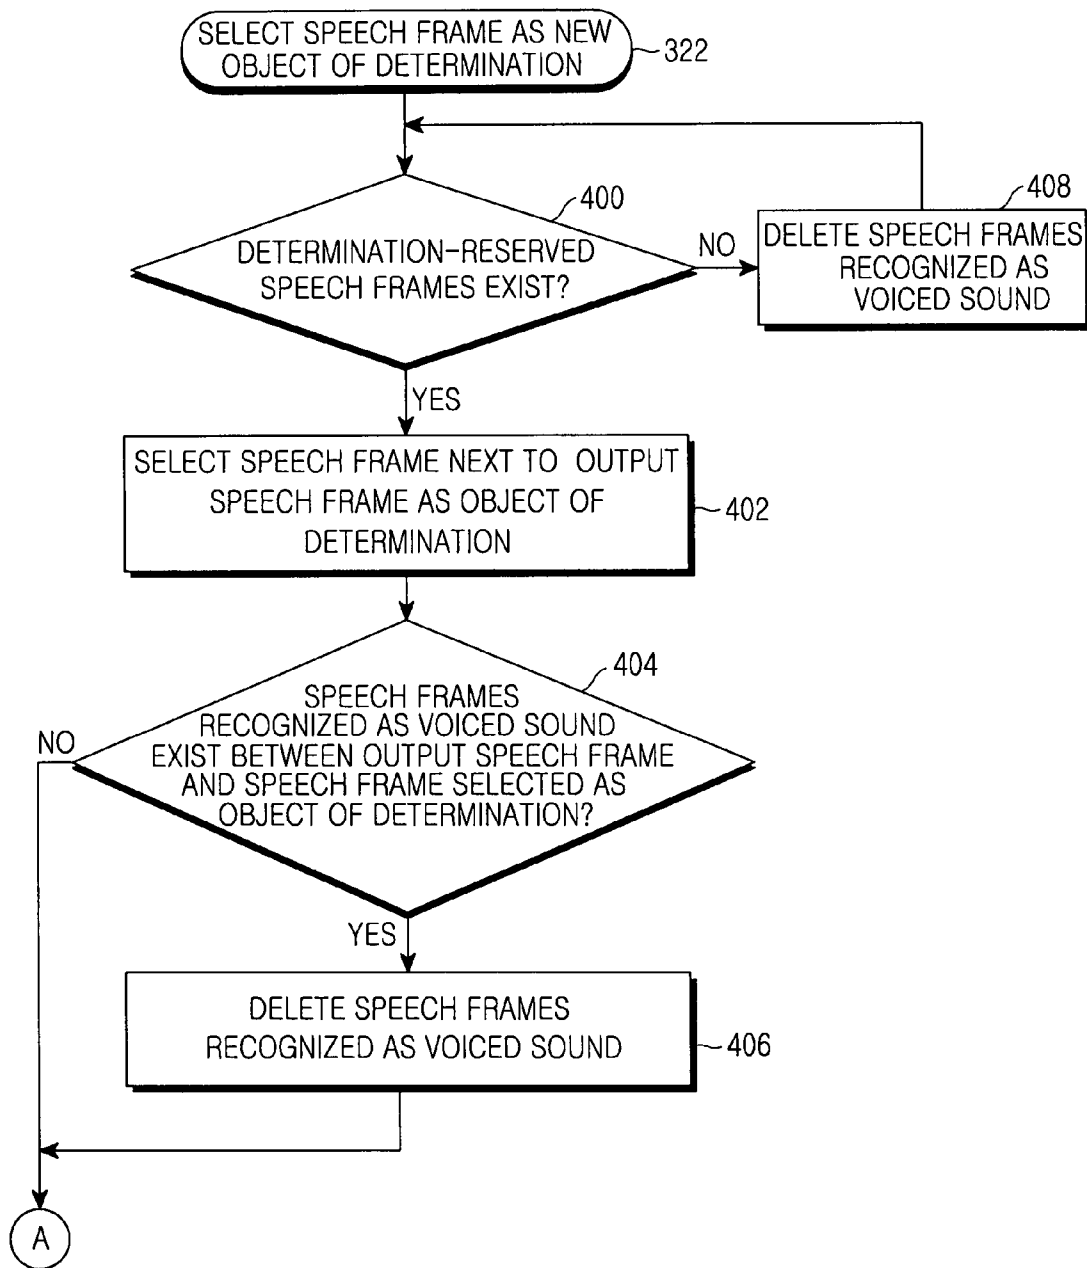 SELECT SPEECH FRAME AS NEW
OBJECT OF DETERMINATION
322
400
DETERMINATION-RESERVED
SPEECH FRAMES EXIST?
NO
408
DELETE SPEECH FRAMES
RECOGNIZED AS
VOICED SOUND
YES
SELECT SPEECH FRAME NEXT TO OUTPUT
SPEECH FRAME AS OBJECT OF
DETERMINATION
402
404
SPEECH FRAMES
RECOGNIZED AS VOICED SOUND
EXIST BETWEEN OUTPUT SPEECH FRAME
AND SPEECH FRAME SELECTED AS
OBJECT OF DETERMINATION?
NO
YES
DELETE SPEECH FRAMES
RECOGNIZED AS VOICED SOUND
406
A